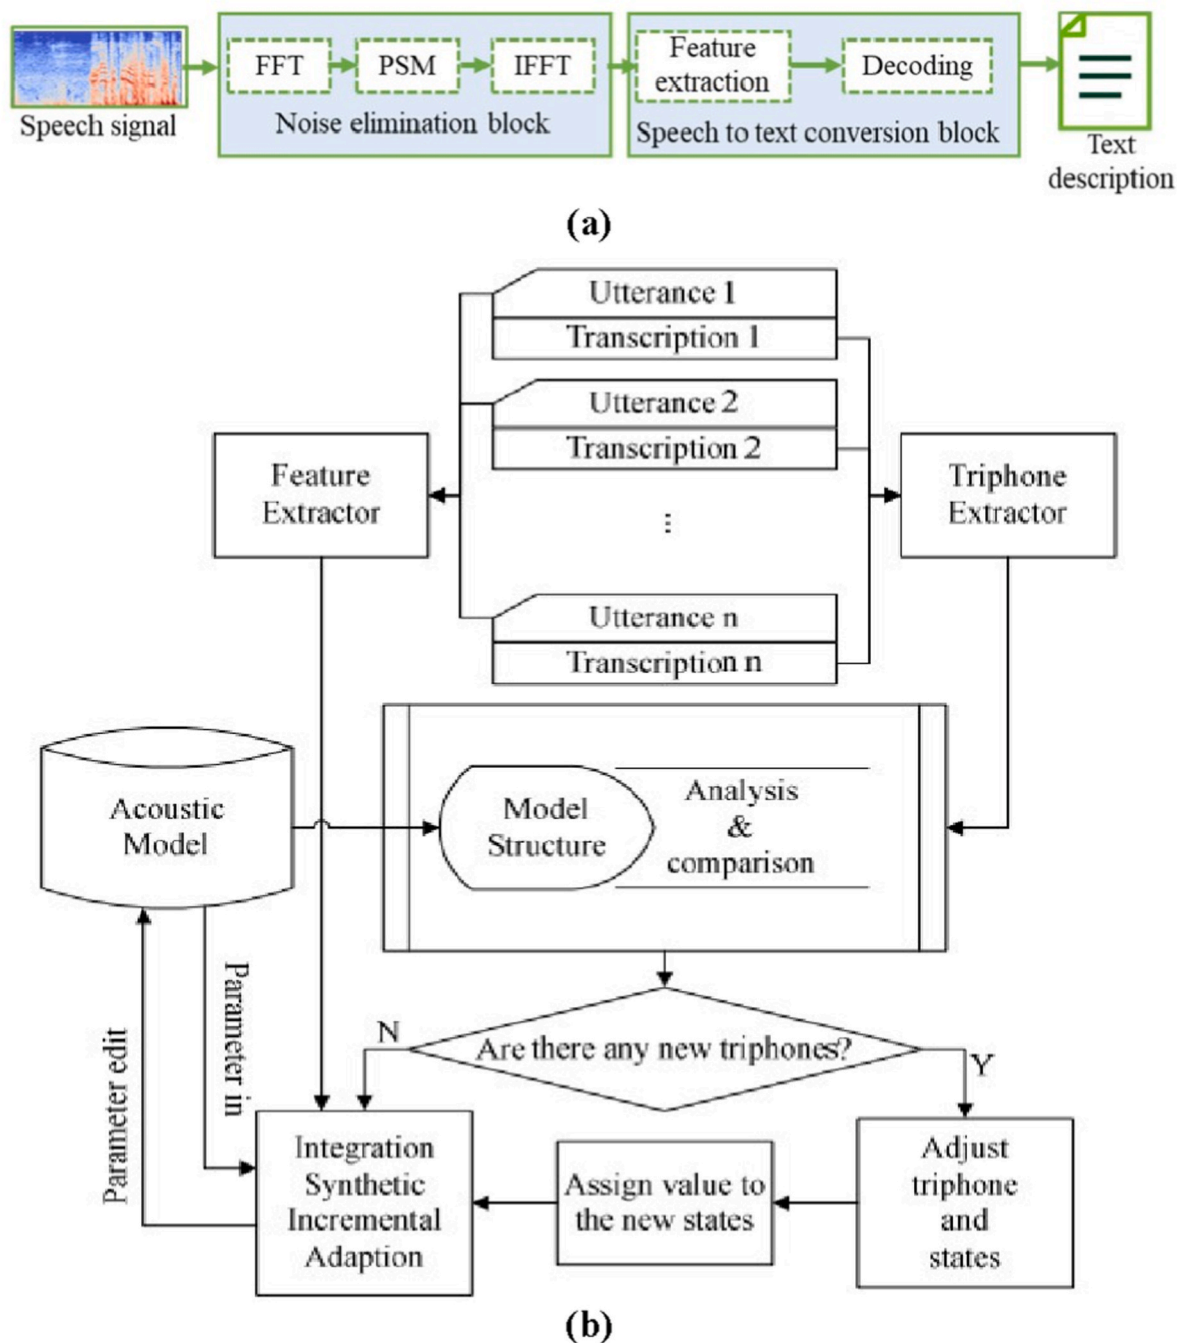 FFT
PSM
IFFT
Feature
extraction
Decoding
Speech signal
Noise elimination block
Speech to text conversion block
Text
description
(a)
Utterance 1
Transcription 1
Utterance 2
Transcription 2
Feature
Extractor
Triphone
Extractor
...
Utterance n
Transcription n
Acoustic
Model
Model
Structure
Analysis
&
comparison
Parameter edit
Parameter in
N
Are there any new triphones?
Y
Integration
Synthetic
Incremental
Adaption
Assign value to
the new states
Adjust
triphone
and
states
(b)